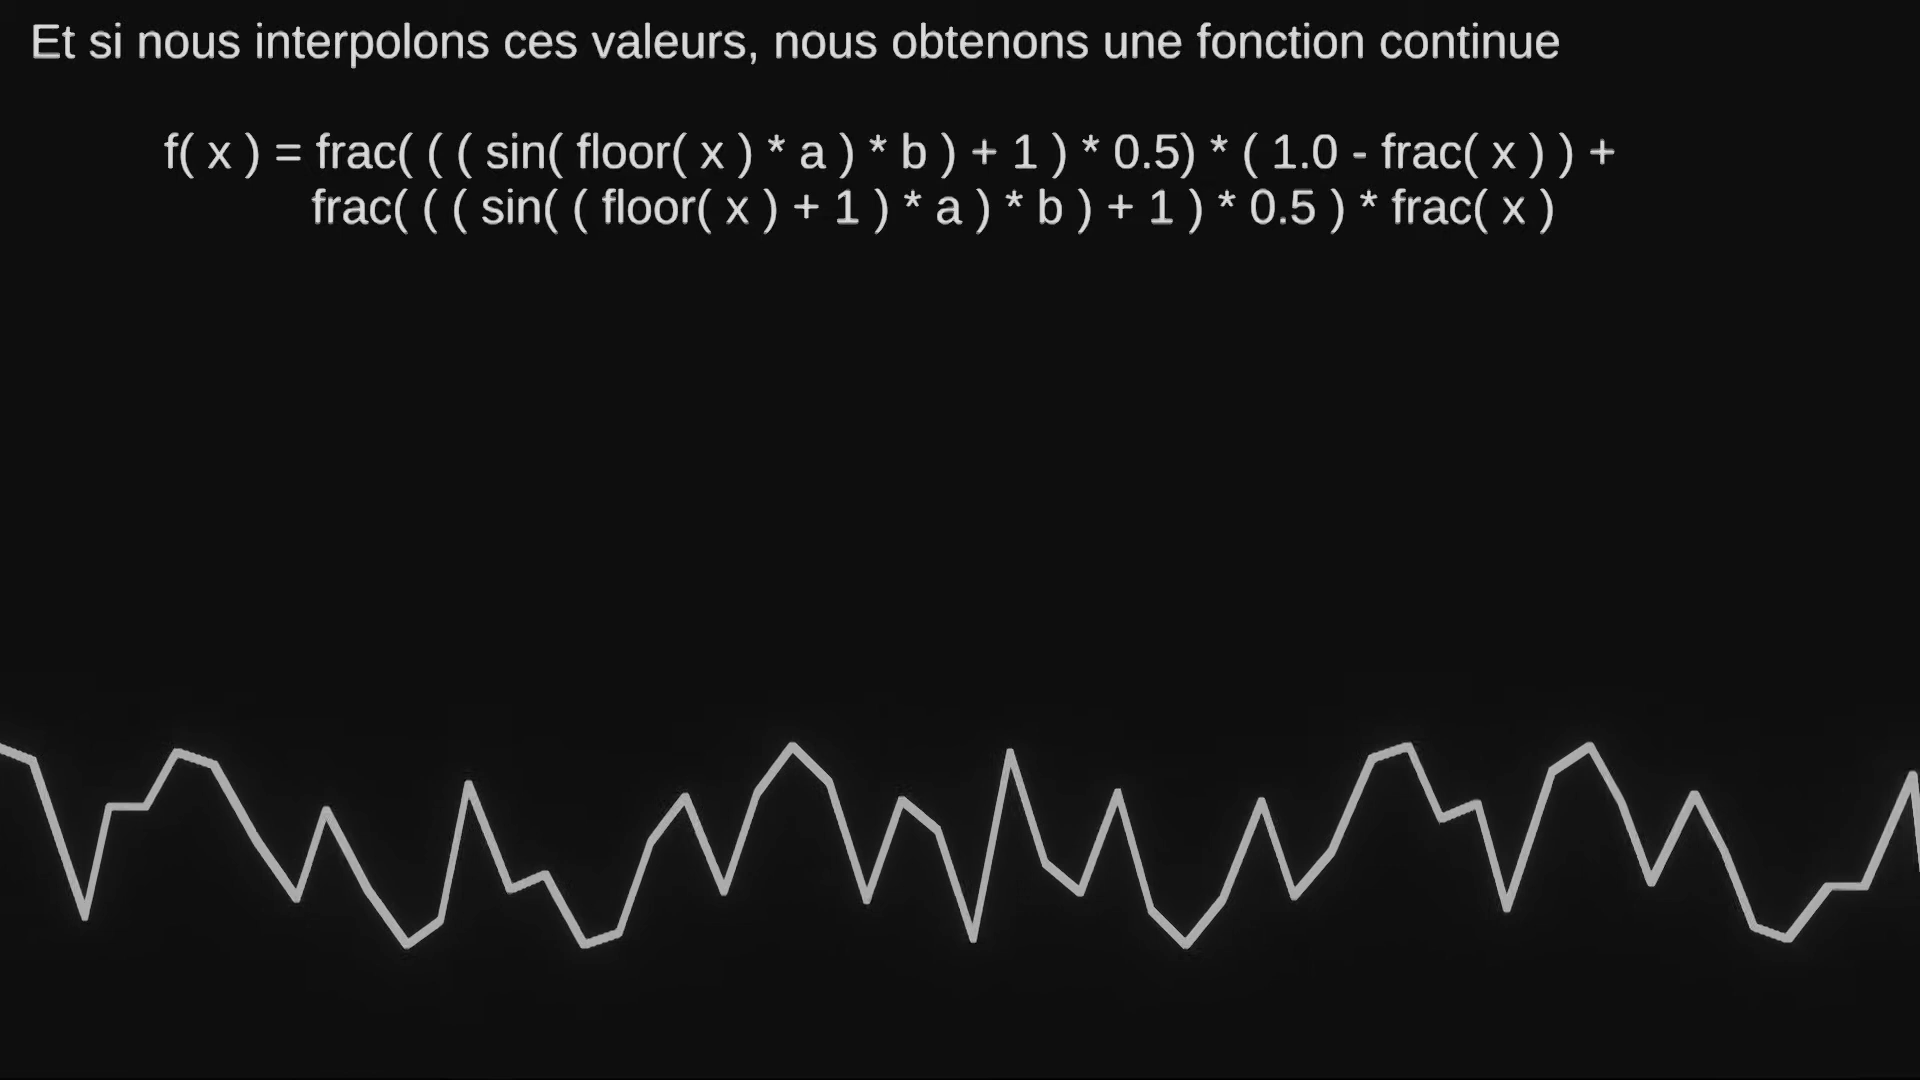 Et si nous interpolons ces valeurs, nous obtenons une fonction continue
f( x ) = frac( ( ( sin( floor( x ) * a ) * b ) + 1 ) * 0.5) * ( 1.0 - frac( x ) ) +
frac( ( ( sin( ( floor( x ) + 1 ) * a ) * b ) + 1 ) * 0.5 ) * frac( x )